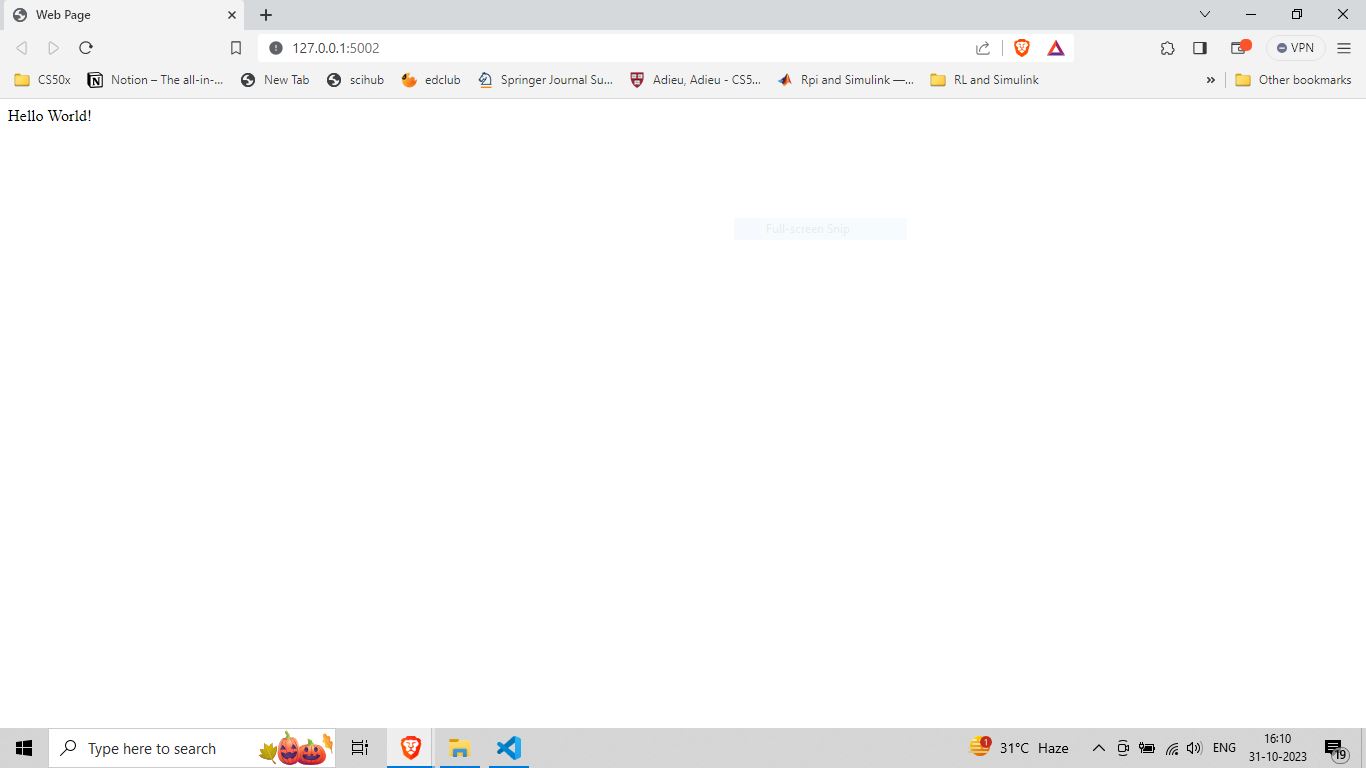 Web Page
127.0.0.1:5002
VPN
CS50x Notion – The all-in-... New Tab scihub edclub Springer Journal Su... Adieu, Adieu - CS5... Rpi and Simulink —... RL and Simulink » Other bookmarks
Hello World!
Full-screen Snip
Type here to search
1 31°C Haze ENG 16:10
31-10-2023
19